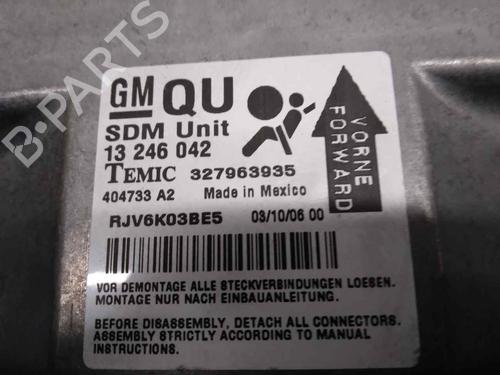 GM QU
SDM Unit
13 246 042
TEMIC 327963935
404733 A2 Made in Mexico
RJV6K03BE5 03/10/06 00
VORNE
FORWARD
VOR DEMONTAGE ALLE STECKVERBINDUNGEN LOESEN.
MONTAGE NUR NACH EINBAUANLEITUNG.
BEFORE DISASSEMBLY, DETACH ALL CONNECTORS.
ASSEMBLY STRICTLY ACCORDING TO MANUAL
INSTRUCTIONS.
B-PARTS